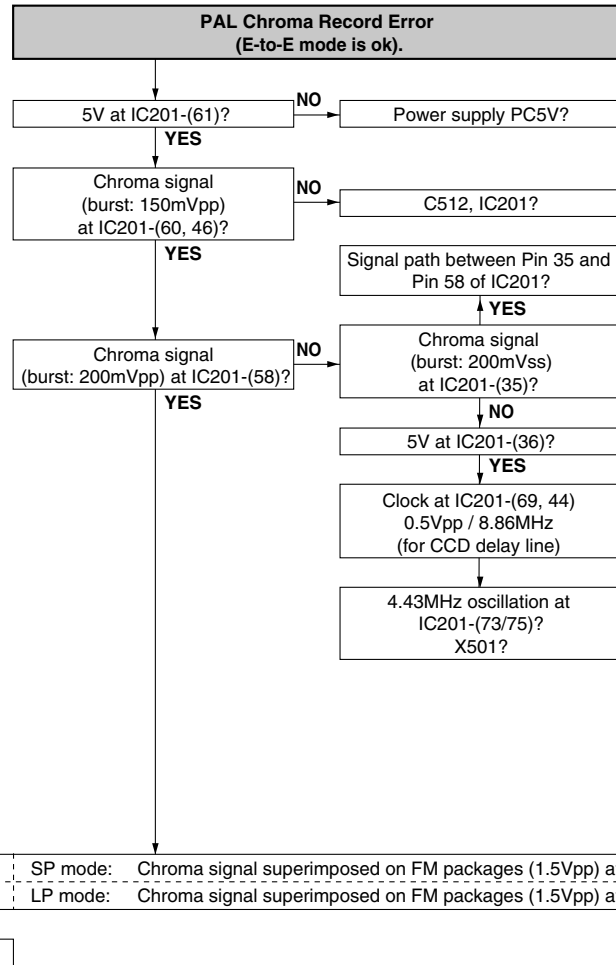 PAL Chroma Record Error
(E-to-E mode is ok).
5V at IC201-(61)?
NO
Power supply PC5V?
YES
Chroma signal
(burst: 150mVpp)
at IC201-(60, 46)?
NO
C512, IC201?
YES
Signal path between Pin 35 and
Pin 58 of IC201?
YES
Chroma signal
(burst: 200mVpp) at IC201-(58)?
NO
Chroma signal
(burst: 200mVss)
at IC201-(35)?
YES
NO
5V at IC201-(36)?
YES
Clock at IC201-(69, 44)
0.5Vpp / 8.86MHz
(for CCD delay line)
4.43MHz oscillation at
IC201-(73/75)?
X501?
SP mode: Chroma signal superimposed on FM packages (1.5Vpp) a
LP mode: Chroma signal superimposed on FM packages (1.5Vpp) a